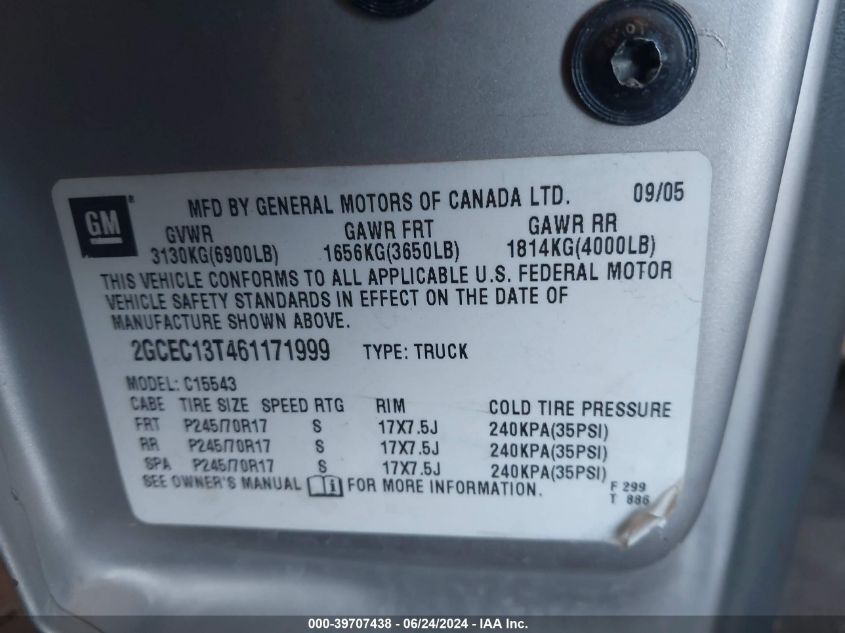 GM
MFD BY GENERAL MOTORS OF CANADA LTD. 09/05
GVWR GAWR FRT GAWR RR
3130KG(6900LB) 1656KG(3650LB) 1814KG(4000LB)
THIS VEHICLE CONFORMS TO ALL APPLICABLE U.S. FEDERAL MOTOR
VEHICLE SAFETY STANDARDS IN EFFECT ON THE DATE OF
MANUFACTURE SHOWN ABOVE.
2GCEC13T461171999 TYPE: TRUCK
MODEL: C15543
CABE TIRE SIZE SPEED RTG RIM COLD TIRE PRESSURE
FRT P245/70R17 S 17X7.5J 240KPA(35PSI)
RR P245/70R17 S 17X7.5J 240KPA(35PSI)
SPA P245/70R17 S 17X7.5J 240KPA(35PSI)
SEE OWNER'S MANUAL FOR MORE INFORMATION.
F 299
T 886
000-39707438 - 06/24/2024 - IAA Inc.